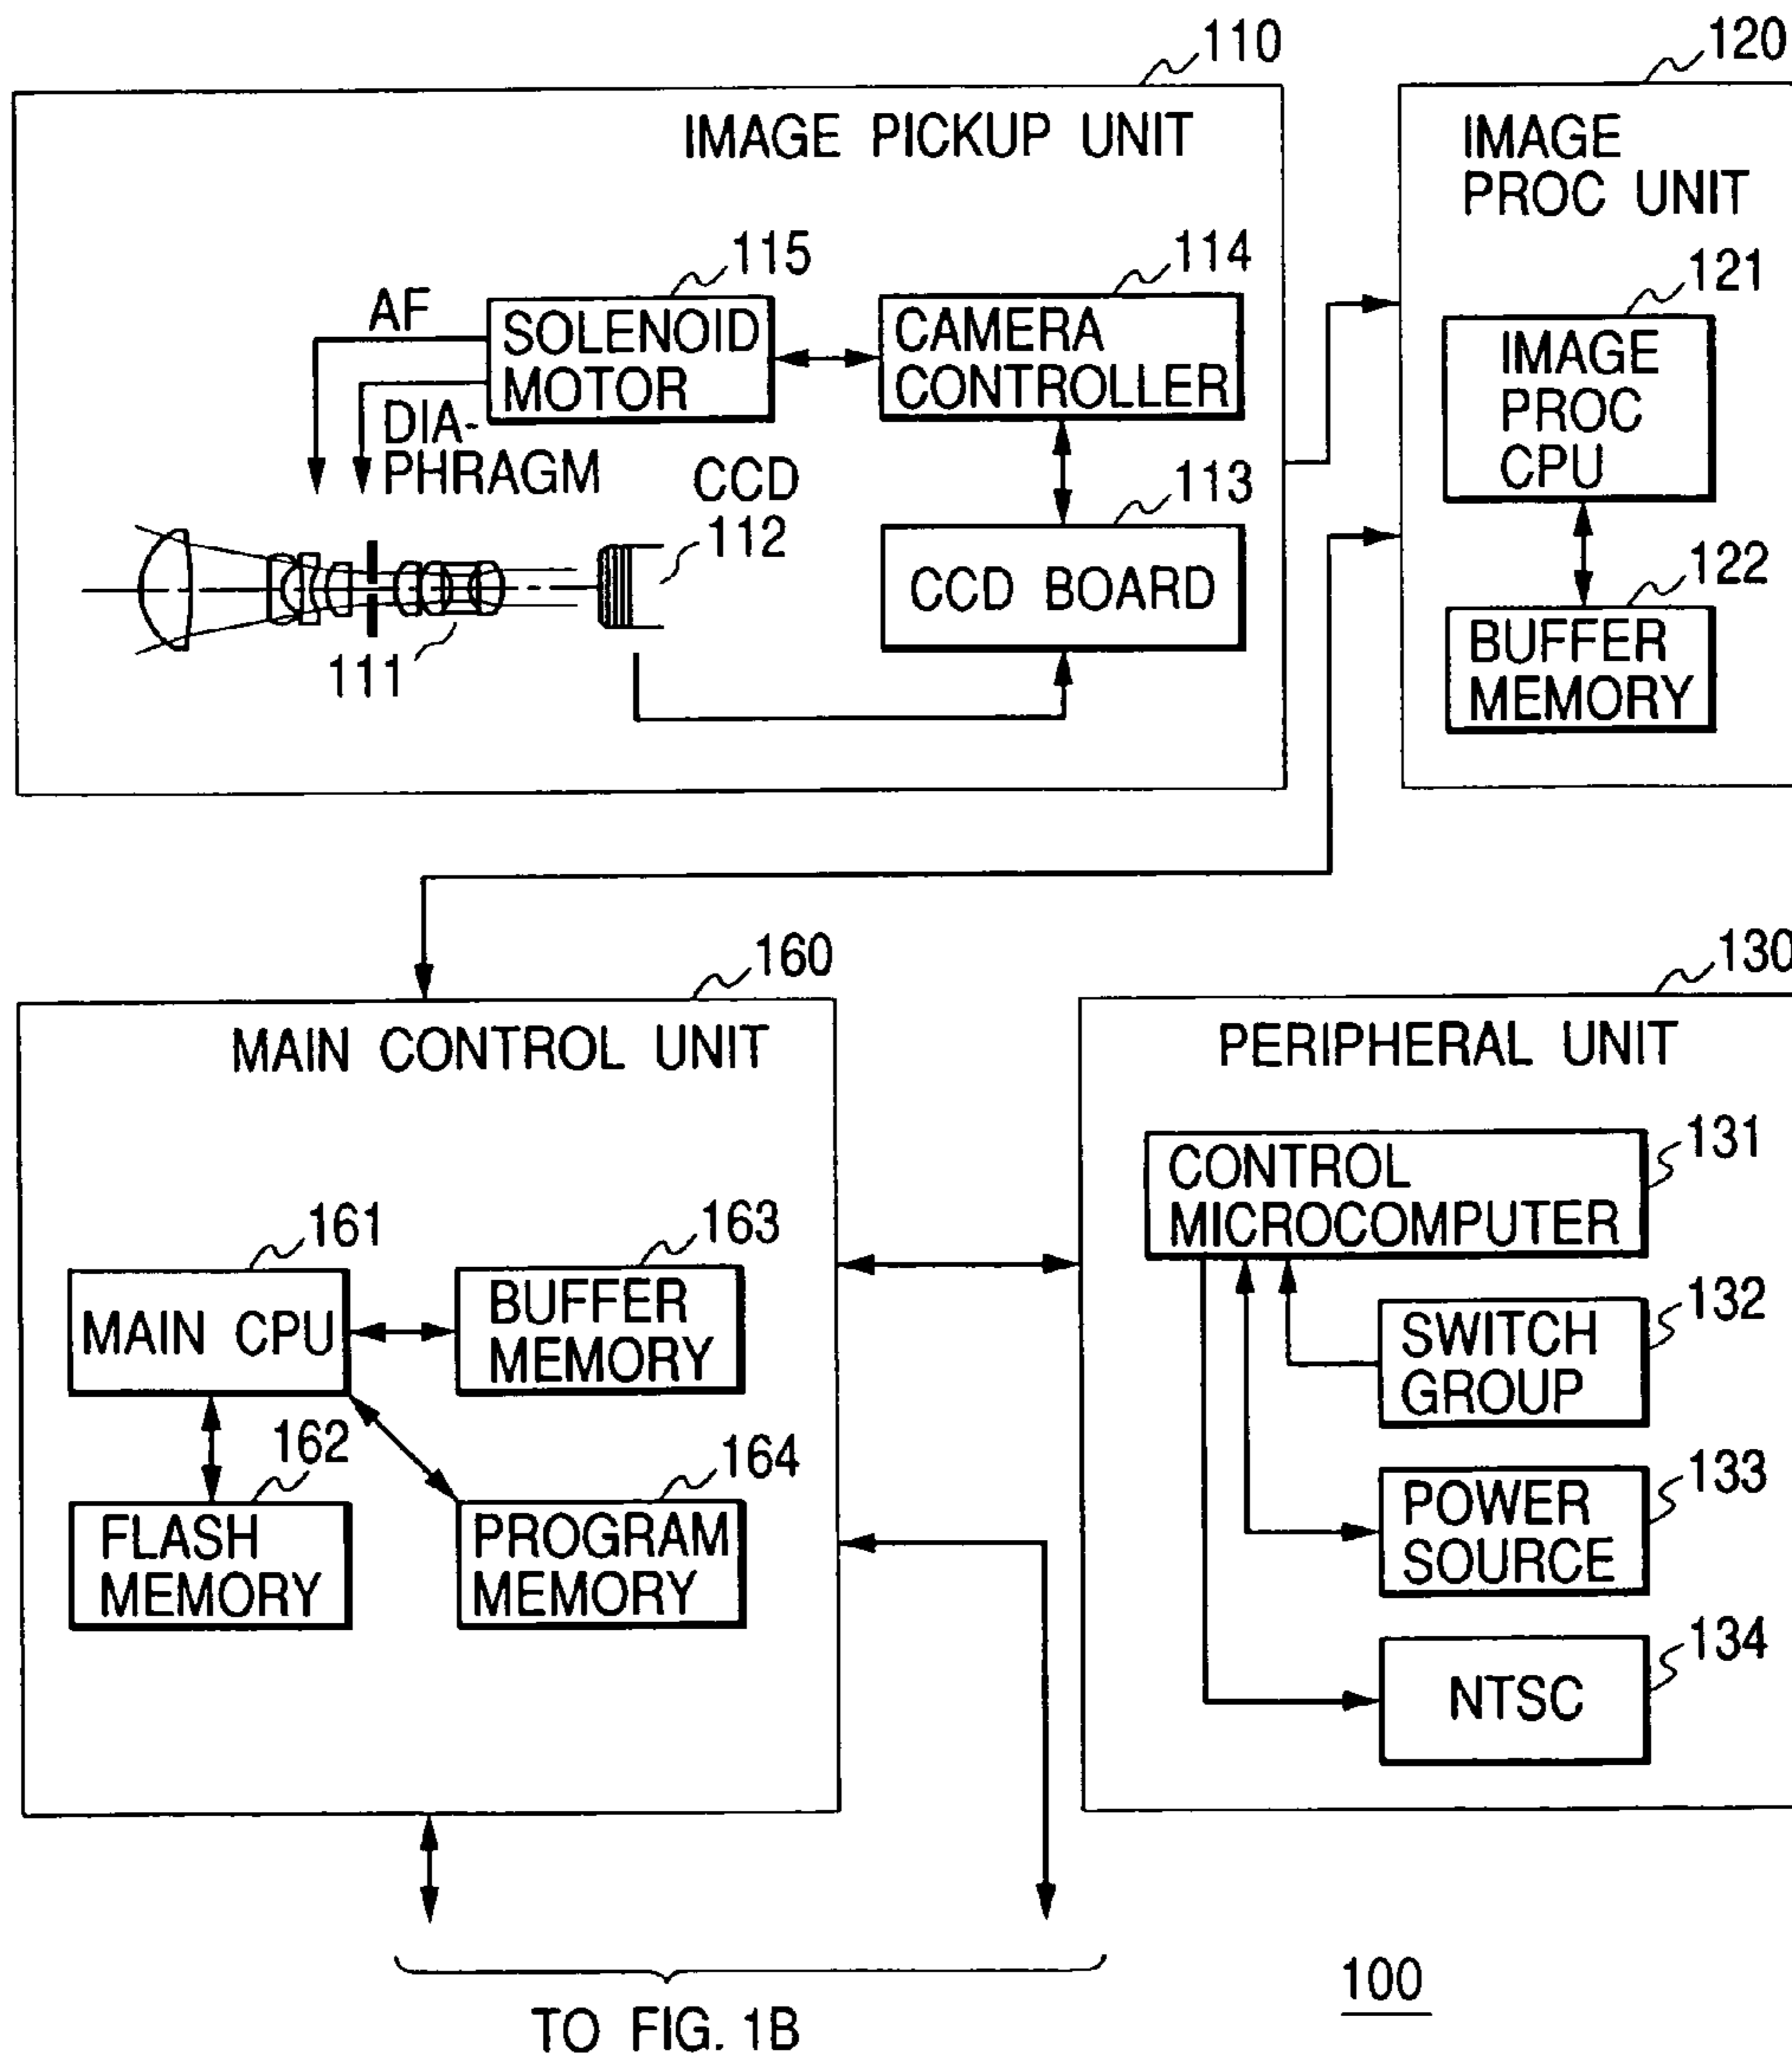 110
IMAGE PICKUP UNIT
115
AF
SOLENOID
MOTOR
114
CAMERA
CONTROLLER
DIA-
PHRAGM
CCD
112
111
113
CCD BOARD
120
IMAGE
PROC UNIT
121
IMAGE
PROC
CPU
122
BUFFER
MEMORY
160
MAIN CONTROL UNIT
161
MAIN CPU
163
BUFFER
MEMORY
162
FLASH
MEMORY
164
PROGRAM
MEMORY
130
PERIPHERAL UNIT
131
CONTROL
MICROCOMPUTER
132
SWITCH
GROUP
133
POWER
SOURCE
134
NTSC
TO FIG. 1B
100